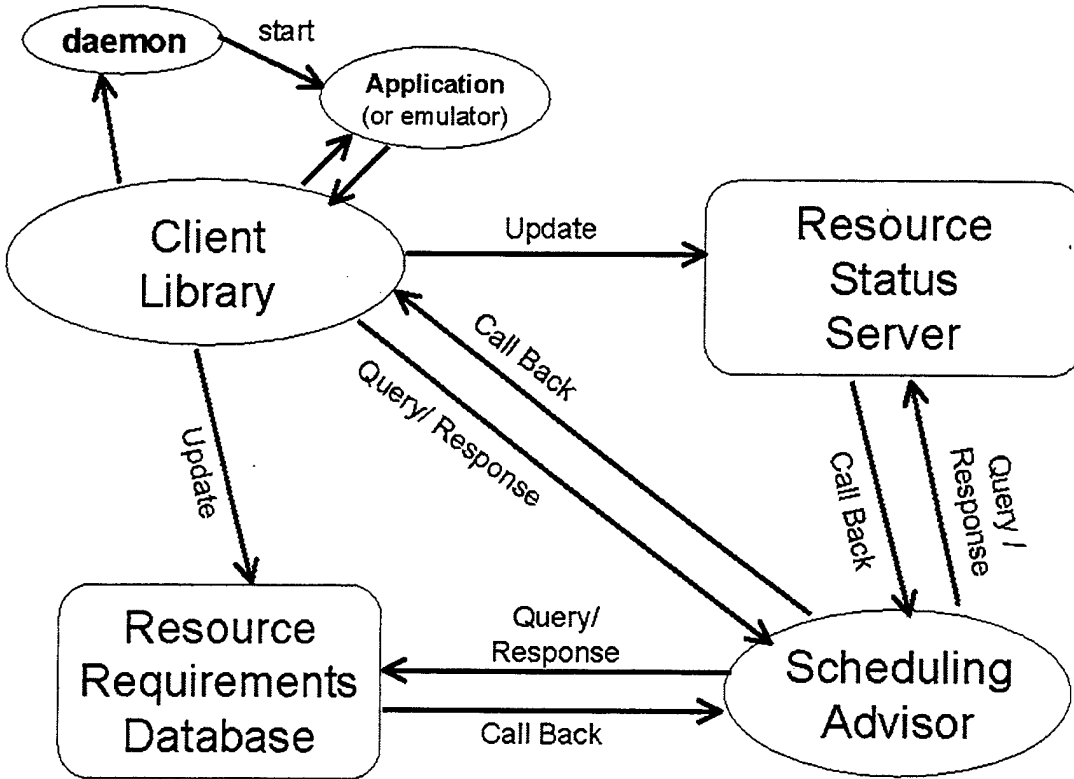 daemon
start
Application
(or emulator)
Client
Library
Update
Resource
Status
Server
Call Back
Query/ Response
Update
Call Back
Query /
Response
Resource
Requirements
Database
Query/
Response
Call Back
Scheduling
Advisor